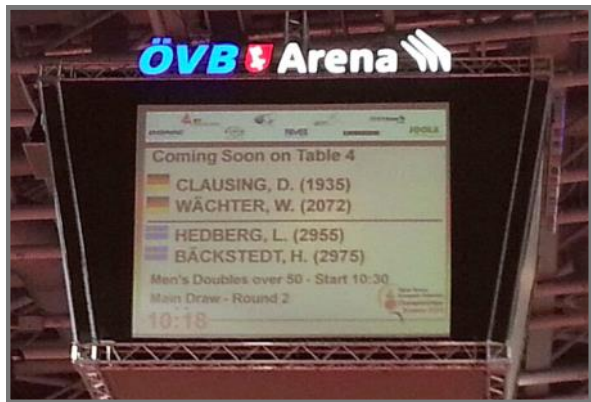 ÖVB Arena
DONIC JOOLA
Coming Soon on Table 4
CLAUSING, D. (1935)
WÄCHTER, W. (2072)
HEDBERG, L. (2955)
BÄCKSTEDT, H. (2975)
Men's Doubles over 50 - Start 10:30
Main Draw - Round 2
10:18